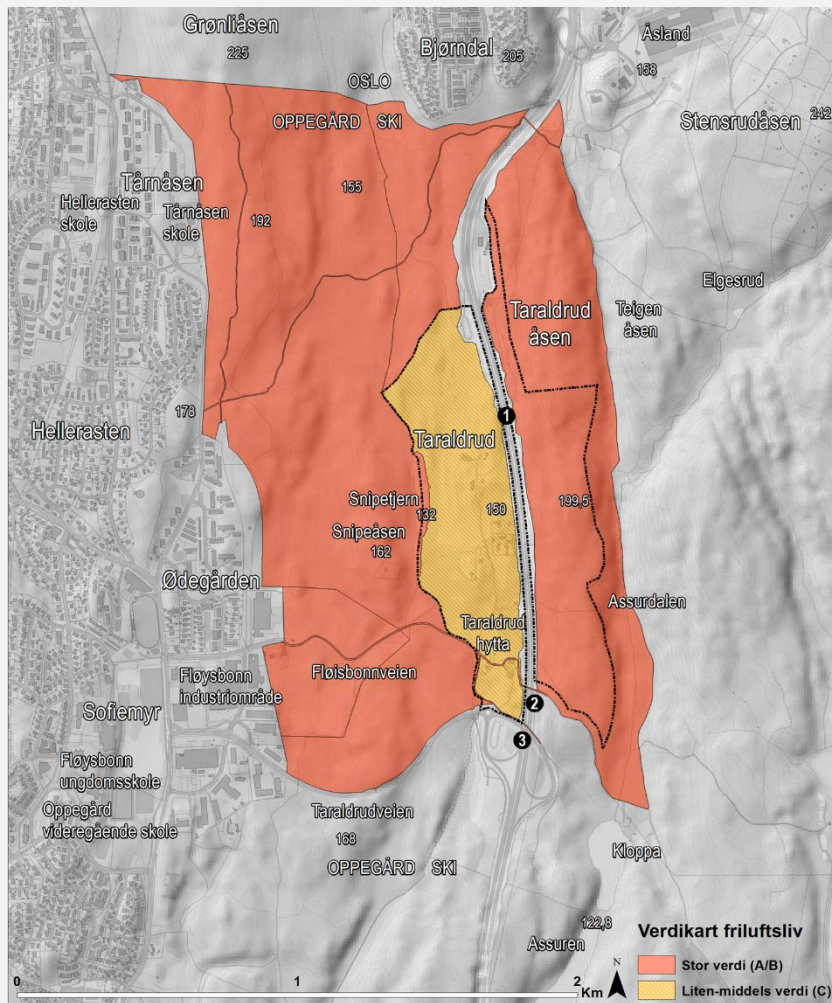 Grønliåsen
225
Bjørndal
205
Åsland
158
OSLO
OPPEGÅRD SKI
Stensrudåsen
242
Tårnåsen
Hellerasten
skole
Tårnåsen
skole
155
192
Taraldrud
åsen
Teigen
åsen
Elgesrud
178
1
Hellerasten
Taraldrud
Snipetjern
132
150
199,5
Snipeåsen
162
Ødegården
Assurdalen
Taraldrud
hytta
Fløysbonn
industriområde
Fløisbonnveien
2
Sofiemyr
3
Fløysbonn
ungdomsskole
Oppegård
videregående skole
Taraldrudveien
168
Kloppa
OPPEGÅRD SKI
122,8
Assuren
Verdikart friluftsliv
N
Stor verdi (A/B)
Liten-middels verdi (C)
0 1 2
Km